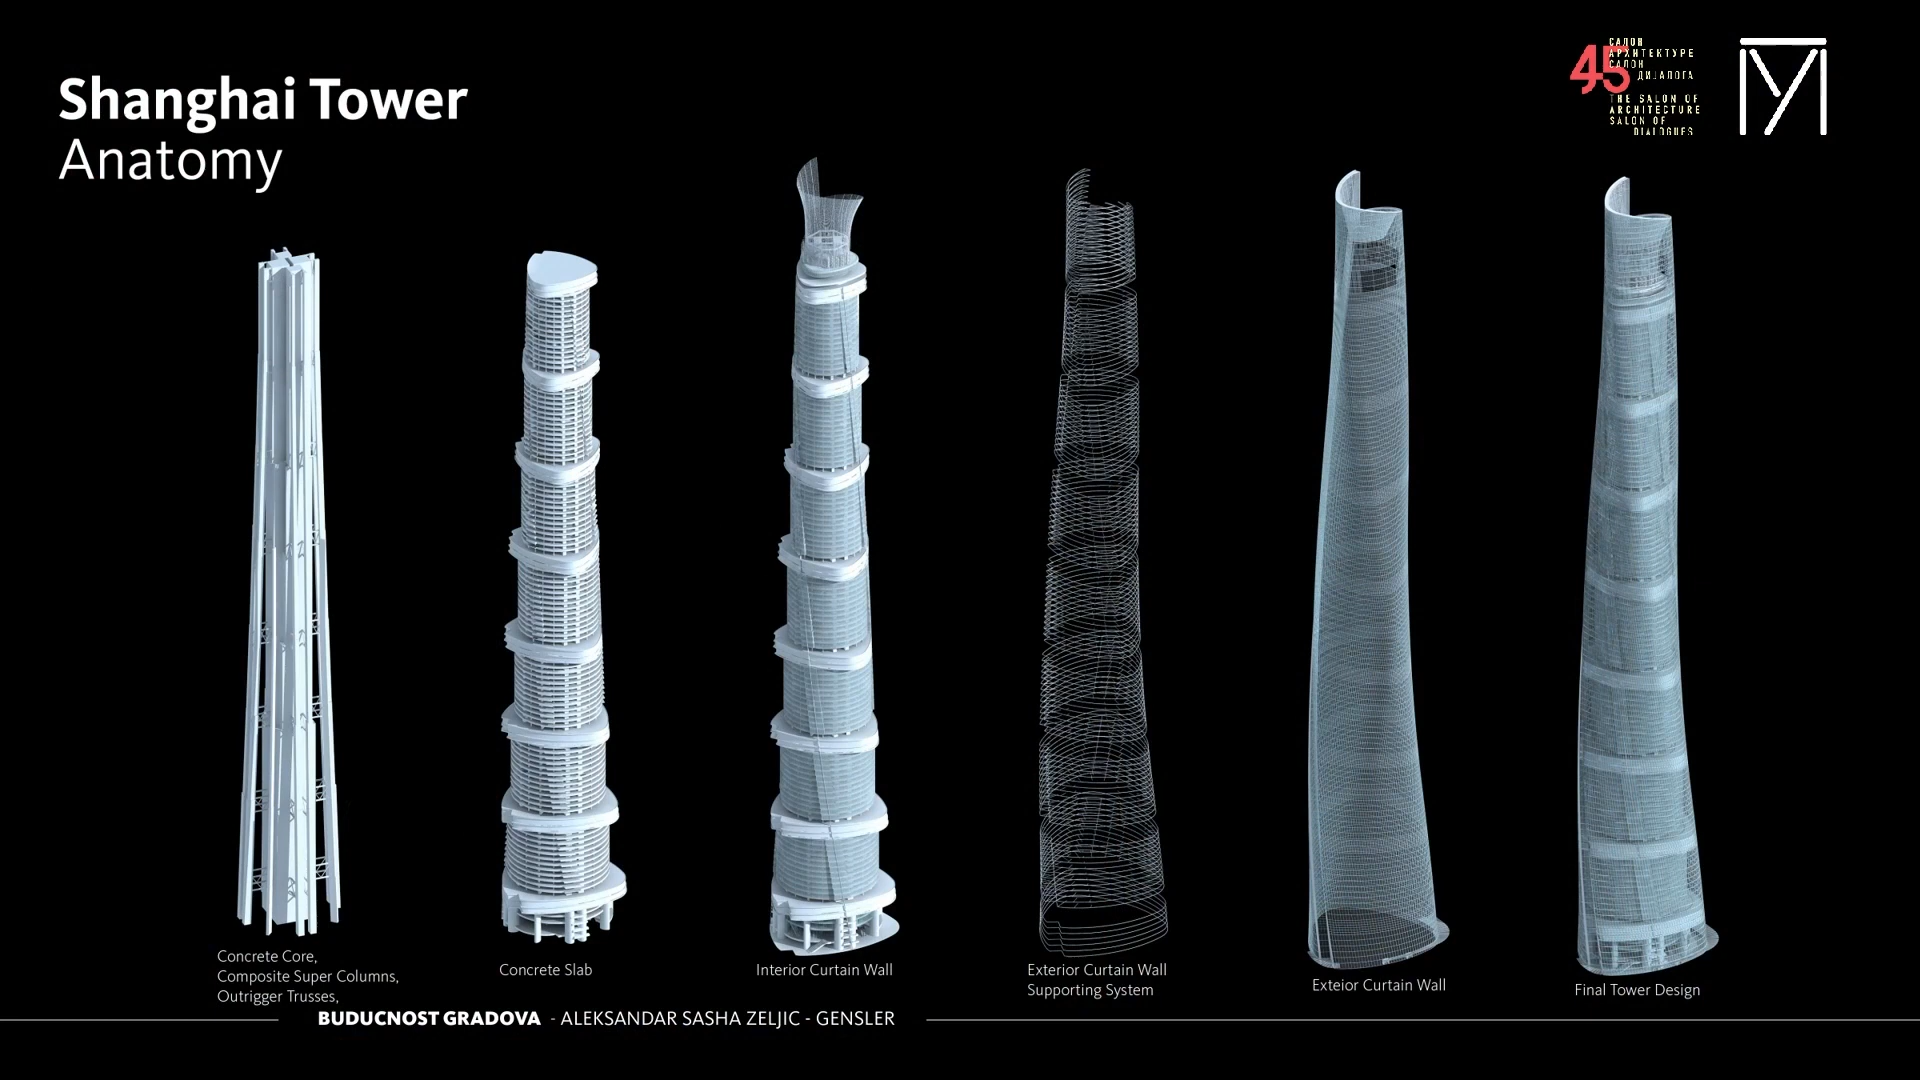 Shanghai Tower
Anatomy
45
САЛОН
АРХИТЕКТУРЕ
САЛОН
ДИЈАЛОГА
THE SALON OF
ARCHITECTURE
SALON OF
DIALOGUES
Concrete Core,
Composite Super Columns,
Outrigger Trusses,
Concrete Slab
Interior Curtain Wall
Exterior Curtain Wall
Supporting System
Exteior Curtain Wall
Final Tower Design
BUDUCNOST GRADOVA - ALEKSANDAR SASHA ZELJIC - GENSLER